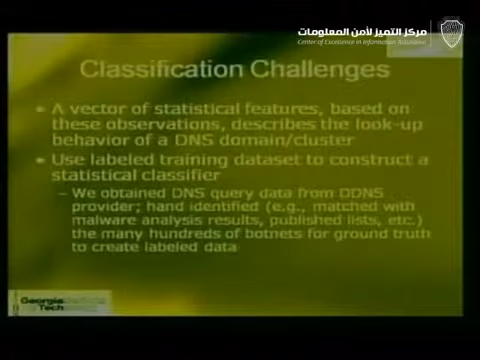 مركز التميز لأمن المعلومات
Center of Excellence in Information Assurance
Classification Challenges
• A vector of statistical features, based on
these observations, describes the look-up
behavior of a DNS domain/cluster
• Use labeled training dataset to construct a
statistical classifier
– We obtained DNS query data from DDNS
provider; hand identified (e.g., matched with
malware analysis results, published lists, etc.)
the many hundreds of botnets for ground truth
to create labeled data
Georgia
Tech